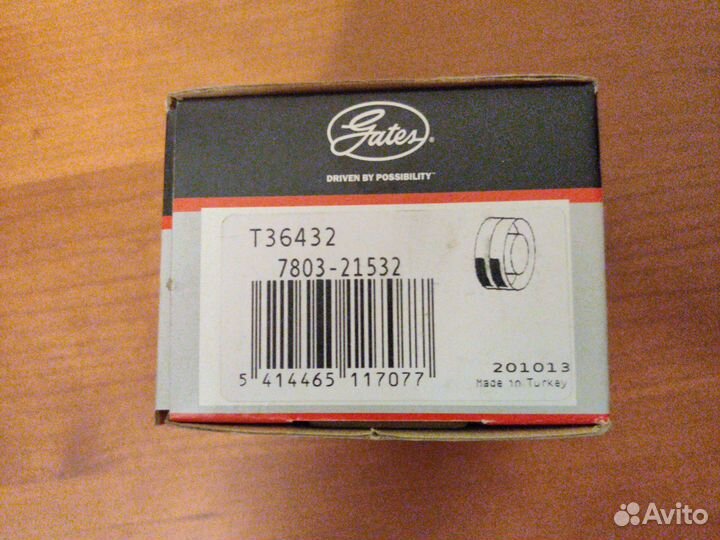 Gates®
DRIVEN BY POSSIBILITY™
T36432
7803-21532
5 414465 117077
201013
Made in Turkey
Avito